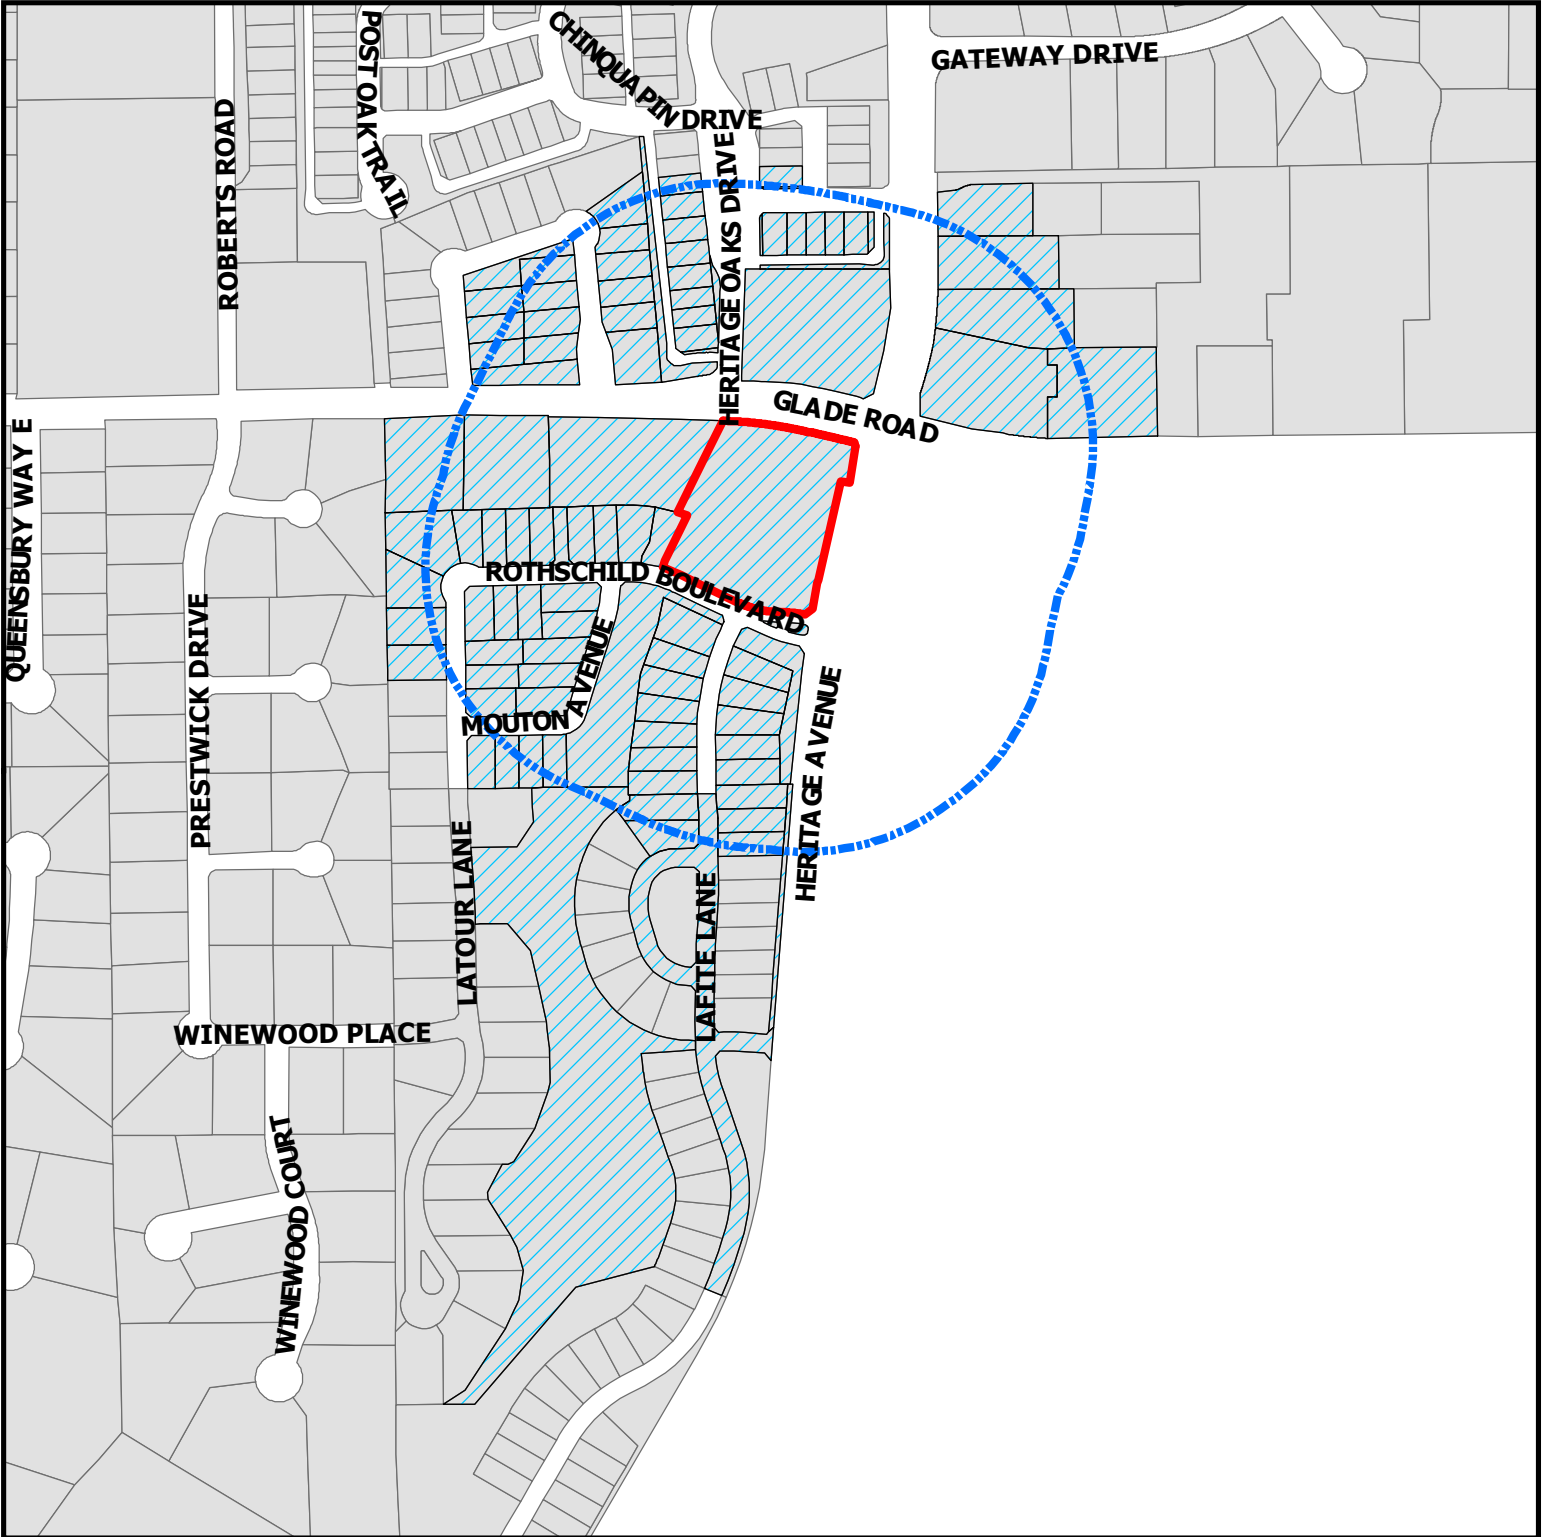 POST OAK TRAIL
CHINQUAPIN DRIVE
GATEWAY DRIVE
ROBERTS ROAD
HERITAGE OAKS DRIVE
GLADE ROAD
QUEENSBURY WAY E
ROTHSCHILD BOULEVARD
PRESTWICK DRIVE
MOUTON AVENUE
HERITAGE AVENUE
LATOUR LANE
LAFITE LANE
WINEWOOD PLACE
WINEWOOD COURT